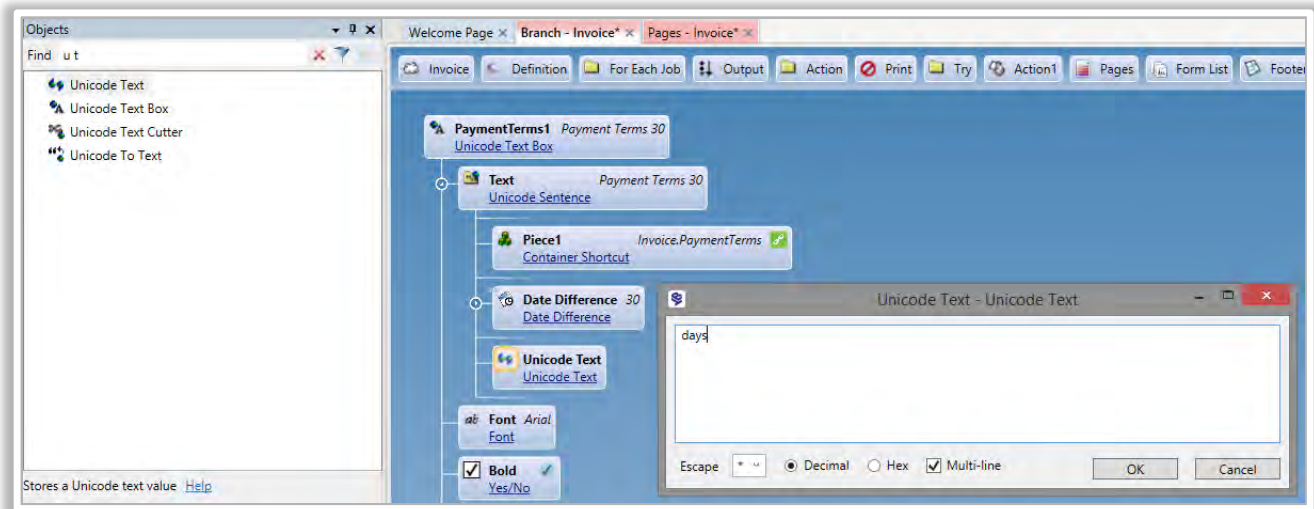 Objects
Find u t
Unicode Text
Unicode Text Box
Unicode Text Cutter
Unicode To Text
Stores a Unicode text value Help
Welcome Page Branch - Invoice* Pages - Invoice*
Invoice Definition For Each Job Output Action Print Try Action1 Pages Form List Footer
PaymentTerms1 Payment Terms 30
Unicode Text Box
Text Payment Terms 30
Unicode Sentence
Piece1 Invoice.PaymentTerms
Container Shortcut
Date Difference 30
Date Difference
Unicode Text
Unicode Text
ab Font Arial
Font
Bold
Yes/No
Unicode Text - Unicode Text
days
Escape Decimal Hex Multi-line OK Cancel